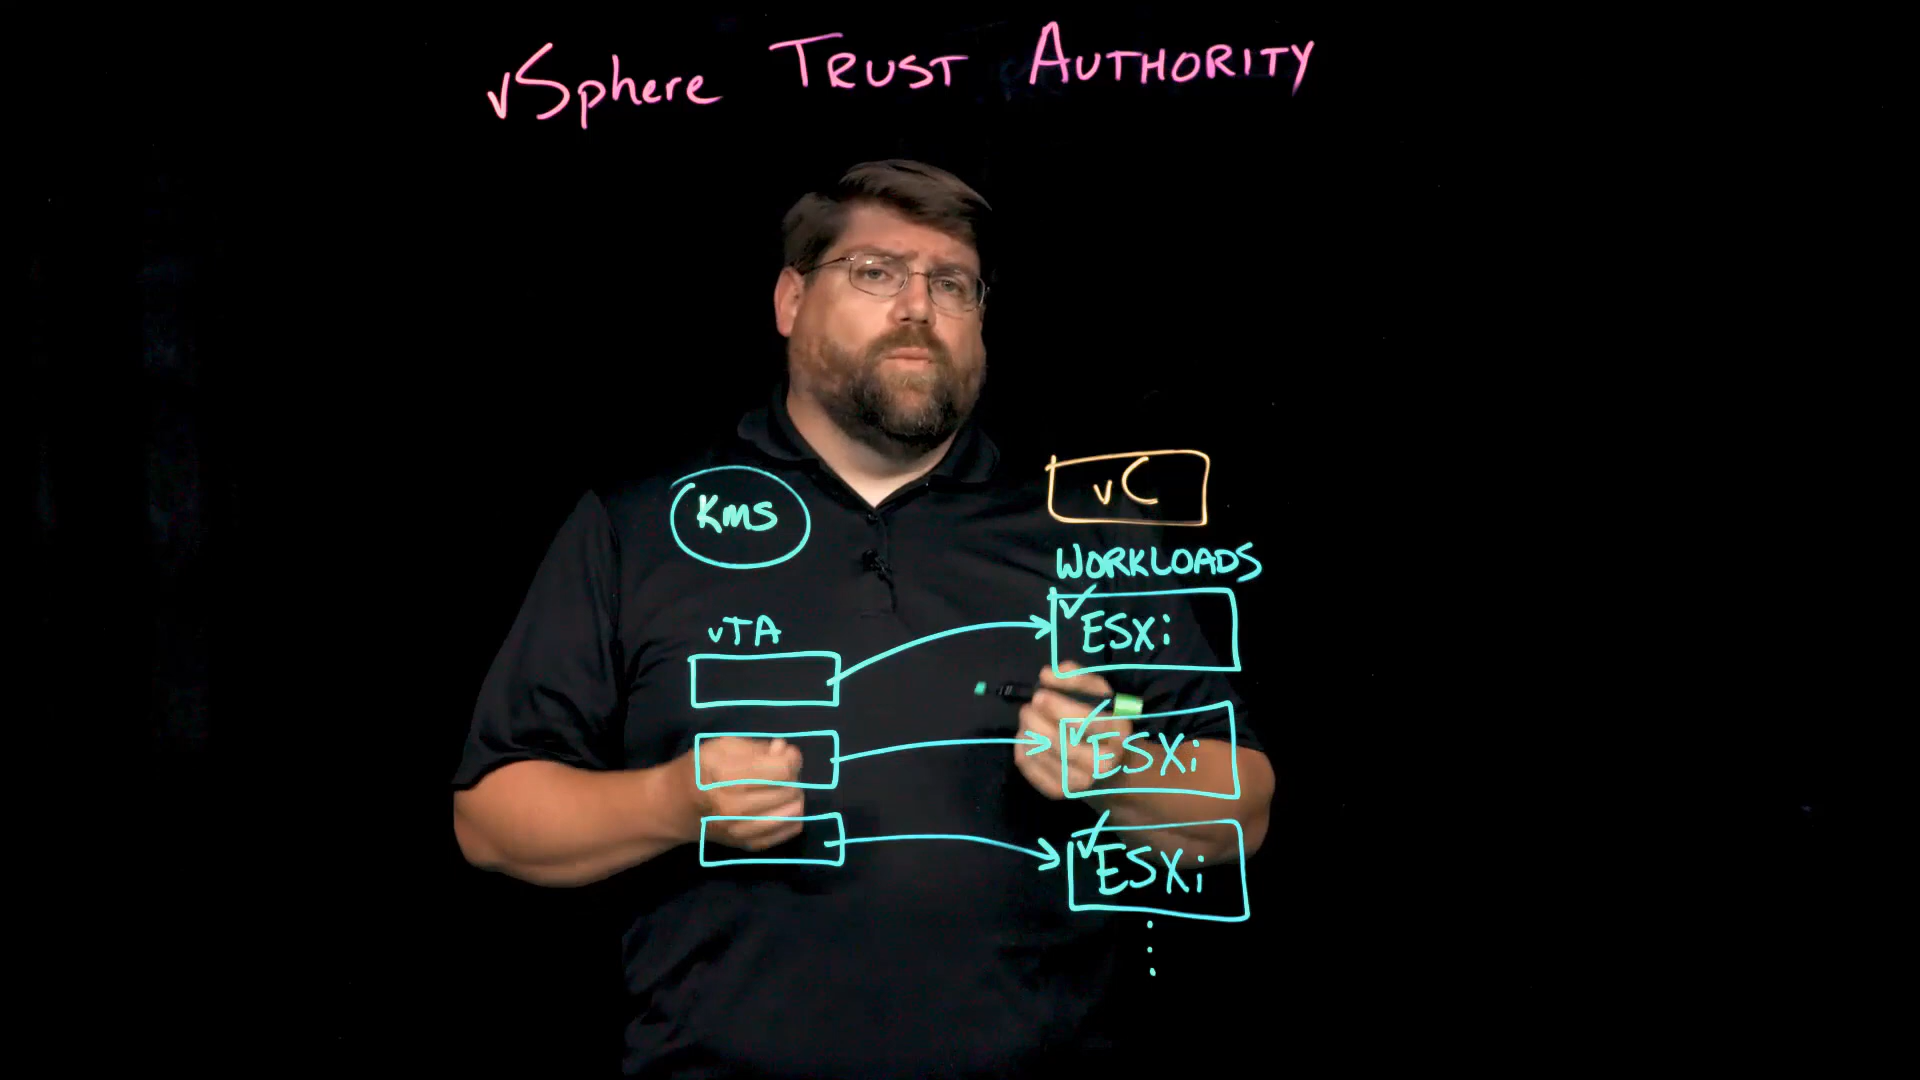 vSphere TRUST AUTHORITY
KMS
vC
WORKLOADS
vTA
ESXi
ESXi
ESXi